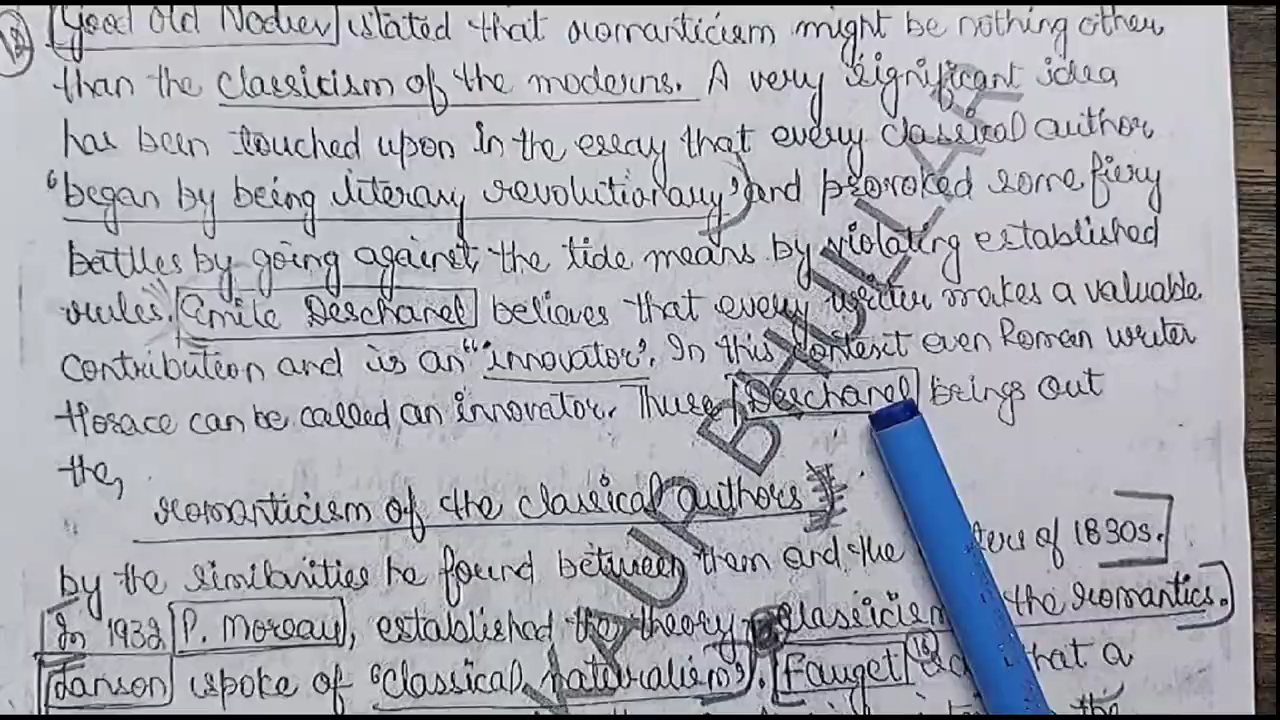 12 Good Old Nodier stated that romanticism might be nothing other
than the classicism of the moderns. A very significant idea
has been touched upon in the essay that every classical author
"began by being literary revolutionary" and provoked some fiery
battles by going against the tide means by violating established
rules. Emile Deschanel believes that every writer makes a valuable
contribution and is an "innovator". In this context even Roman writer
Horace can be called an innovator. Thuse Deschanel brings out
the,
romanticism of the classical authors
by the similarities he found between them and the of 1830s.
In 1932 P. Moreau, established the theory classicism the romantics.
Lanson spoke of "classical naturalism". Fauget that a
the